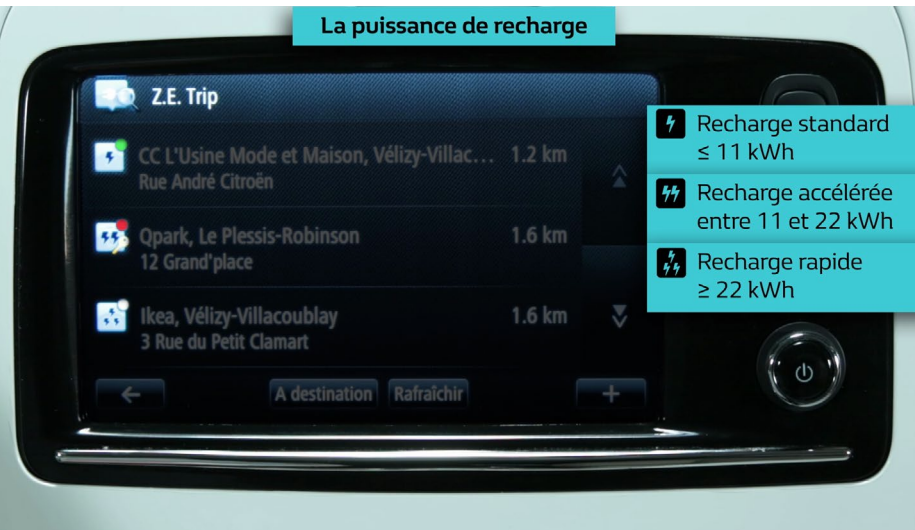 La puissance de recharge
Z.E. Trip
CC L'Usine Mode et Maison, Vélizy-Villac... 1.2 km
Rue André Citroën
Qpark, Le Plessis-Robinson 1.6 km
12 Grand'place
Ikea, Vélizy-Villacoublay 1.6 km
3 Rue du Petit Clamart
A destination Rafraîchir
Recharge standard
≤ 11 kWh
Recharge accélérée
entre 11 et 22 kWh
Recharge rapide
≥ 22 kWh